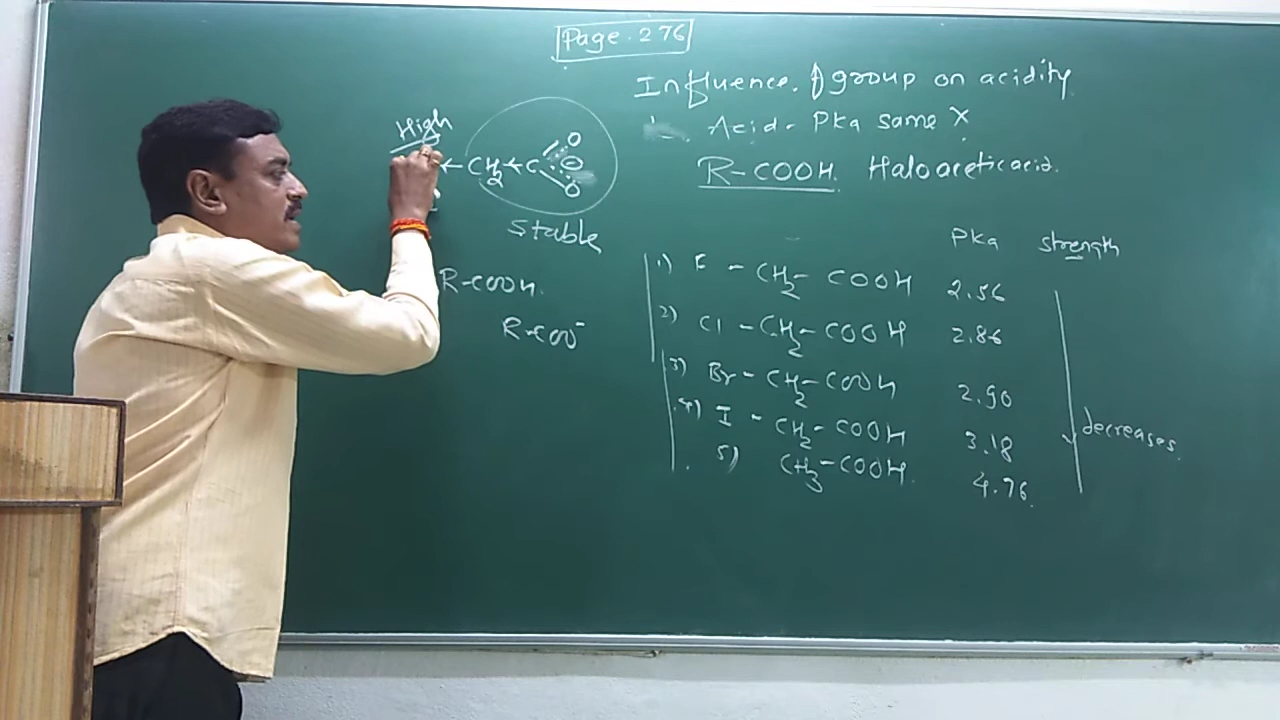 Page. 276
Influence of group on acidity
Acid - PKa same X
R-COOH. Haloacetic acid.
High
← CH2 ← C O O
⊖
Stable
R-COOH.
R-COO-
PKa strength
1) F - CH2 - COOH 2.56
2) Cl - CH2 - COOH 2.86
3) Br - CH2 - COOH 2.90
4) I - CH2 - COOH 3.18
5) CH3 - COOH. 4.76.
decreases.